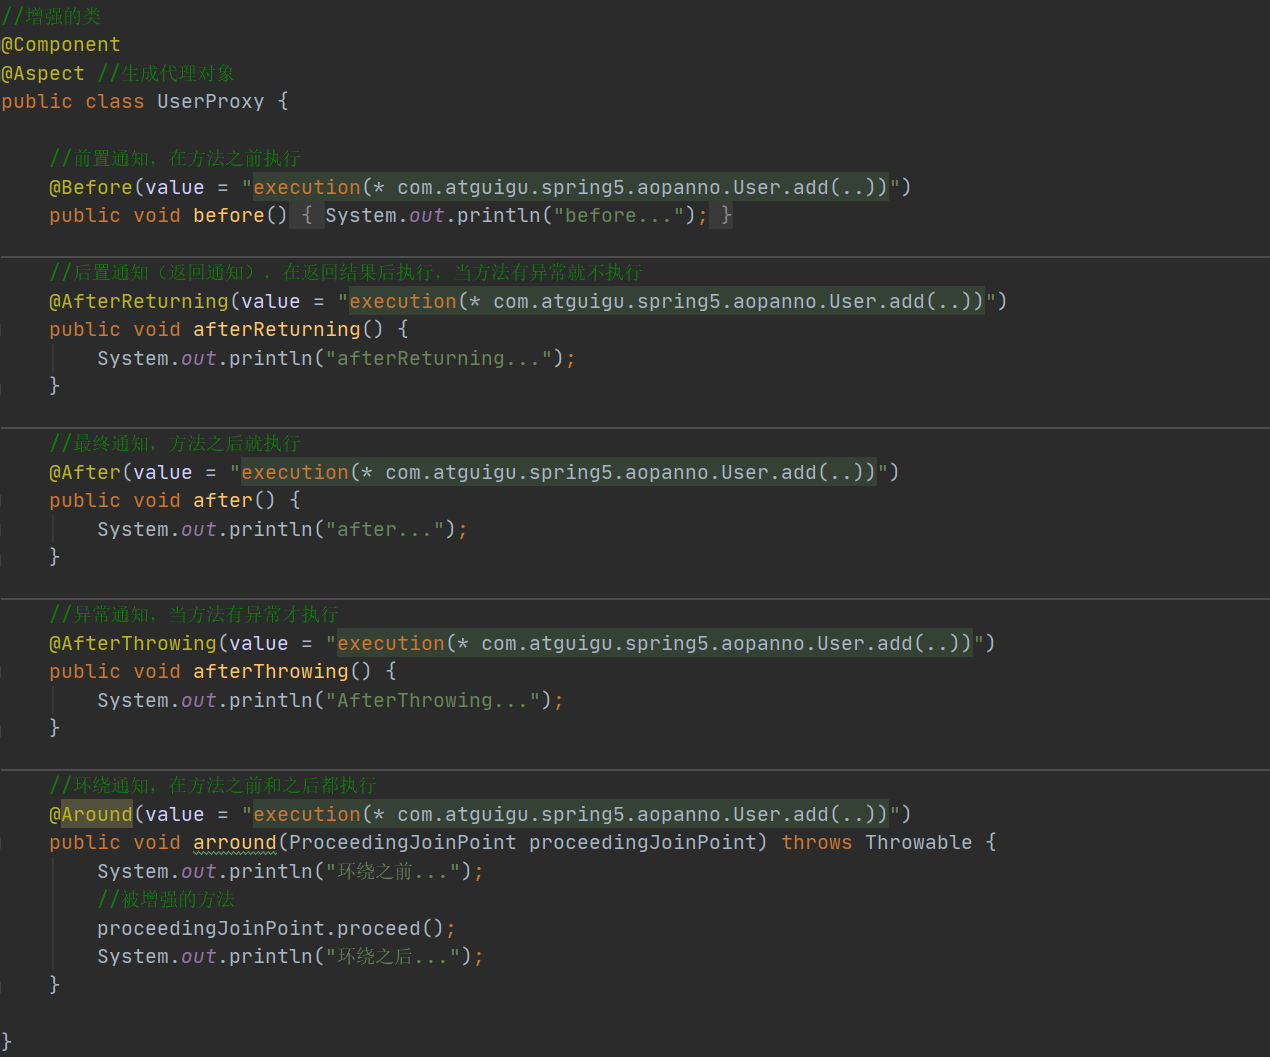 //增强的类
@Component
@Aspect //生成代理对象
public class UserProxy {
//前置通知，在方法之前执行
@Before(value = "execution(* com.atguigu.spring5.aopanno.User.add(..))")
public void before() { System.out.println("before..."); }
//后置通知（返回通知），在返回结果后执行，当方法有异常就不执行
@AfterReturning(value = "execution(* com.atguigu.spring5.aopanno.User.add(..))")
public void afterReturning() {
System.out.println("afterReturning...");
}
//最终通知，方法之后就执行
@After(value = "execution(* com.atguigu.spring5.aopanno.User.add(..))")
public void after() {
System.out.println("after...");
}
//异常通知，当方法有异常才执行
@AfterThrowing(value = "execution(* com.atguigu.spring5.aopanno.User.add(..))")
public void afterThrowing() {
System.out.println("AfterThrowing...");
}
//环绕通知，在方法之前和之后都执行
@Around(value = "execution(* com.atguigu.spring5.aopanno.User.add(..))")
public void arround(ProceedingJoinPoint proceedingJoinPoint) throws Throwable {
System.out.println("环绕之前...");
//被增强的方法
proceedingJoinPoint.proceed();
System.out.println("环绕之后...");
}
}